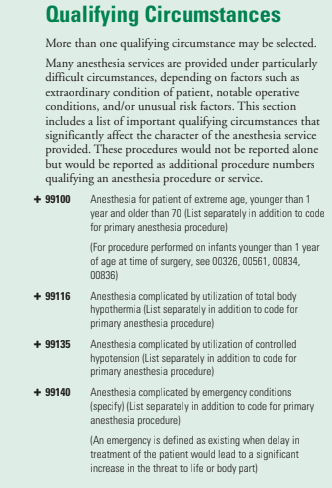 Qualifying Circumstances
More than one qualifying circumstance may be selected.
Many anesthesia services are provided under particularly
difficult circumstances, depending on factors such as
extraordinary condition of patient, notable operative
conditions, and/or unusual risk factors. This section
includes a list of important qualifying circumstances that
significantly affect the character of the anesthesia service
provided. These procedures would not be reported alone
but would be reported as additional procedure numbers
qualifying an anesthesia procedure or service.
+ 99100 Anesthesia for patient of extreme age, younger than 1
year and older than 70 (List separately in addition to code
for primary anesthesia procedure)
(For procedure performed on infants younger than 1 year
of age at time of surgery, see 00326, 00561, 00834,
00836)
+ 99116 Anesthesia complicated by utilization of total body
hypothermia (List separately in addition to code for
primary anesthesia procedure)
+ 99135 Anesthesia complicated by utilization of controlled
hypotension (List separately in addition to code for
primary anesthesia procedure)
+ 99140 Anesthesia complicated by emergency conditions
(specify) (List separately in addition to code for primary
anesthesia procedure)
(An emergency is defined as existing when delay in
treatment of the patient would lead to a significant
increase in the threat to life or body part)